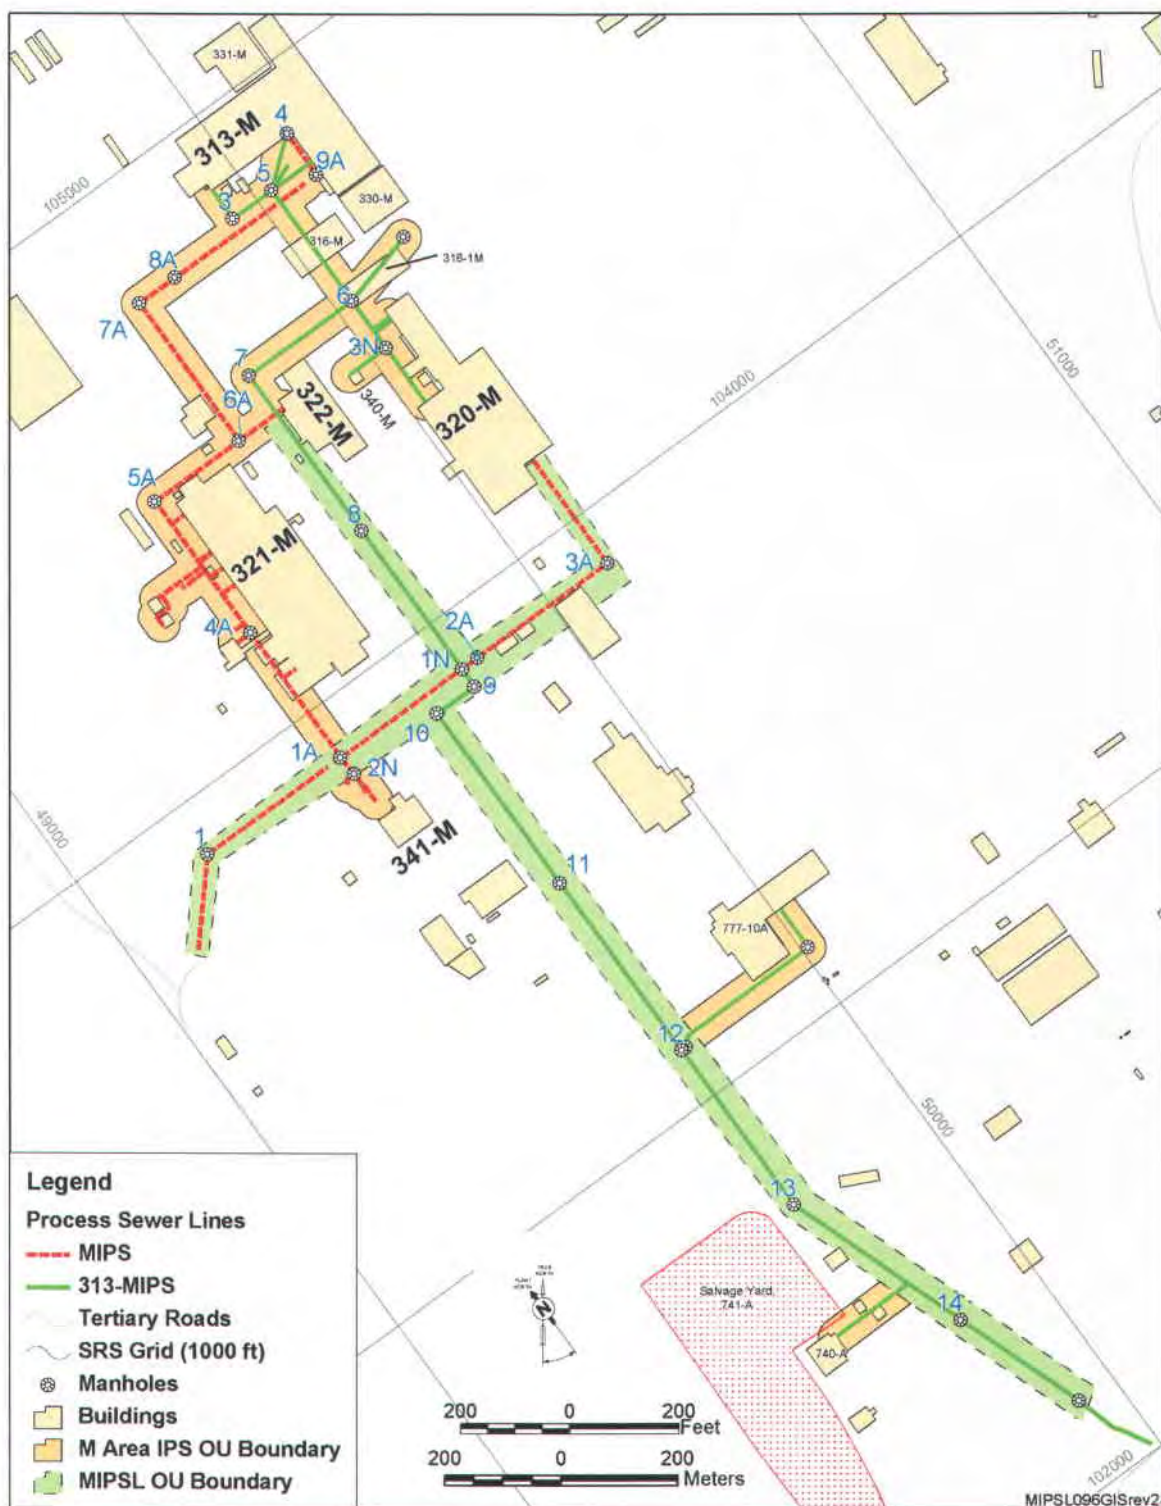 331-M
313-M
4
9A
5
3
330-M
105000
316-M
316-1M
8A
7A
6
3N
7
6A
340-M
322-M
320-M
104000
51000
5A
321-M
8
3A
4A
2A
1N
9
10
1A
2N
1
341-M
49000
11
777-10A
12
50000
13
Salvage Yard
741-A
14
740-A
102000
Legend
Process Sewer Lines
MIPS
313-MIPS
Tertiary Roads
SRS Grid (1000 ft)
Manholes
Buildings
M Area IPS OU Boundary
MIPSL OU Boundary
TRUE
NORTH
PLANT
NORTH
N
200 0 200
Feet
200 0 200
Meters
MIPSL096GISrev2